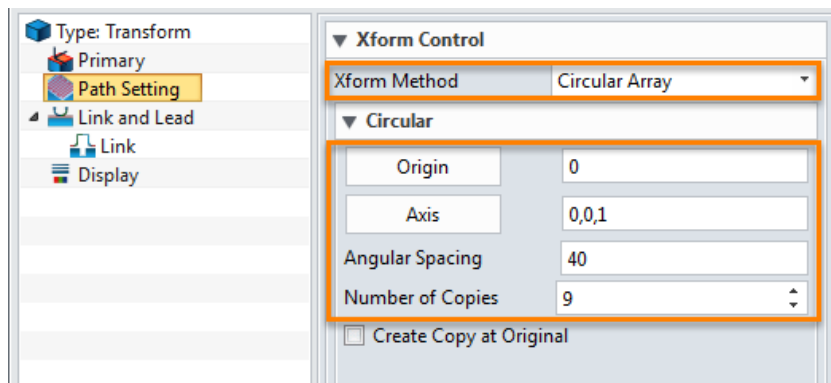 Type: Transform
Primary
Path Setting
Link and Lead
Link
Display
Xform Control
Xform Method Circular Array
Circular
Origin 0
Axis 0,0,1
Angular Spacing 40
Number of Copies 9
Create Copy at Original